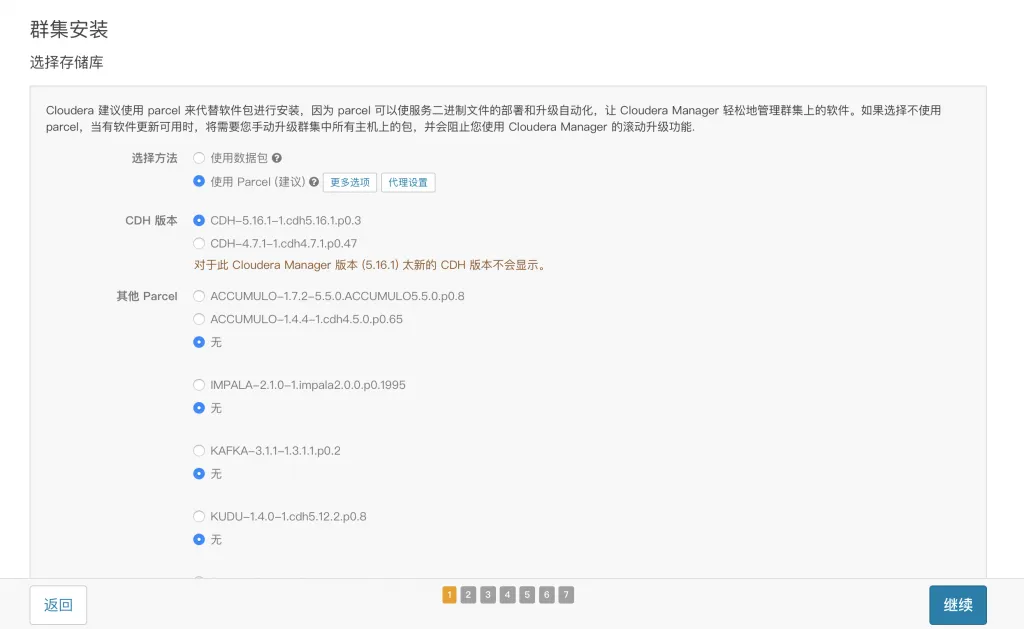 群集安装
选择存储库
Cloudera 建议使用 parcel 来代替软件包进行安装，因为 parcel 可以使服务二进制文件的部署和升级自动化，让 Cloudera Manager 轻松地管理群集上的软件。如果选择不使用
parcel，当有软件更新可用时，将需要您手动升级群集中所有主机上的包，并会阻止您使用 Cloudera Manager 的滚动升级功能.
选择方法 使用数据包 ?
使用 Parcel (建议) ? 更多选项 代理设置
CDH 版本 CDH-5.16.1-1.cdh5.16.1.p0.3
CDH-4.7.1-1.cdh4.7.1.p0.47
对于此 Cloudera Manager 版本 (5.16.1) 太新的 CDH 版本不会显示。
其他 Parcel ACCUMULO-1.7.2-5.5.0.ACCUMULO5.5.0.p0.8
ACCUMULO-1.4.4-1.cdh4.5.0.p0.65
无
IMPALA-2.1.0-1.impala2.0.0.p0.1995
无
KAFKA-3.1.1-1.3.1.1.p0.2
无
KUDU-1.4.0-1.cdh5.12.2.p0.8
无
返回 1 2 3 4 5 6 7 继续